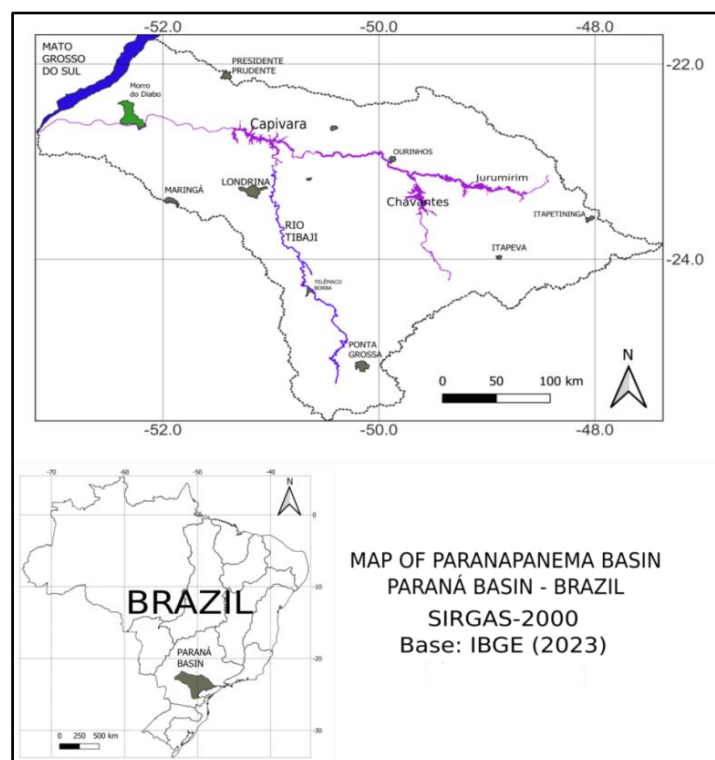 -52.0
-50.0
-48.0
MATO
GROSSO
DO SUL
PRESIDENTE
PRUDENTE
-22.0
Morro
do Diabo
Capivara
OURINHOS
Jurumirim
LONDRINA
MARINGÁ
Chavantes
ITAPETININGA
RIO
TIBAJI
ITAPEVA
-24.0
TELÊMACO
BORBA
PONTA
GROSSA
N
0 50 100 km
-52.0
-50.0
-48.0
-70
-60
-50
-40
N
0
-10
BRAZIL
PARANÁ
BASIN
-20
0 250 500 km
-30
MAP OF PARANAPANEMA BASIN
PARANÁ BASIN - BRAZIL
SIRGAS-2000
Base: IBGE (2023)